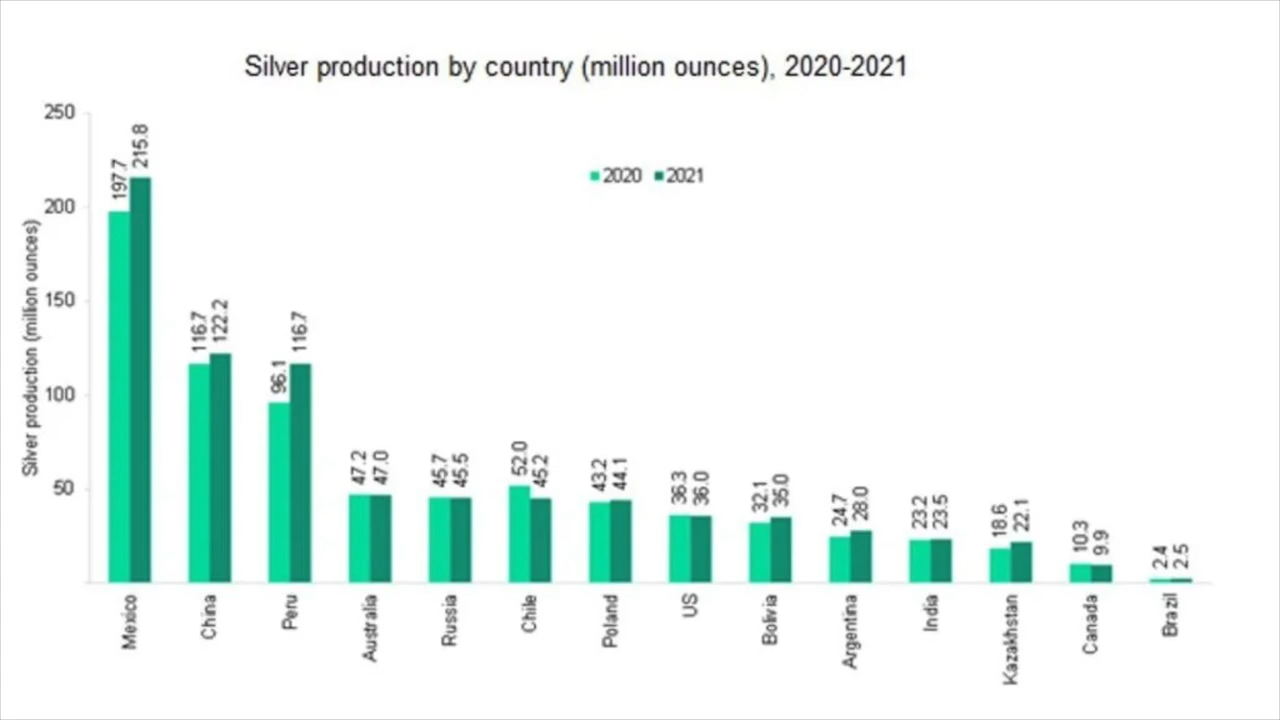 Silver production by country (million ounces), 2020-2021
Silver production (million ounces)
250
200
150
100
50
2020 2021
197.7 215.8
116.7 122.2
96.1 116.7
47.2 47.0
45.7 45.5
52.0 45.2
43.2 44.1
36.3 36.0
32.1 35.0
24.7 28.0
23.2 23.5
18.6 22.1
10.3 9.9
2.4 2.5
Mexico
China
Peru
Australia
Russia
Chile
Poland
US
Bolivia
Argentina
India
Kazakhstan
Canada
Brazil